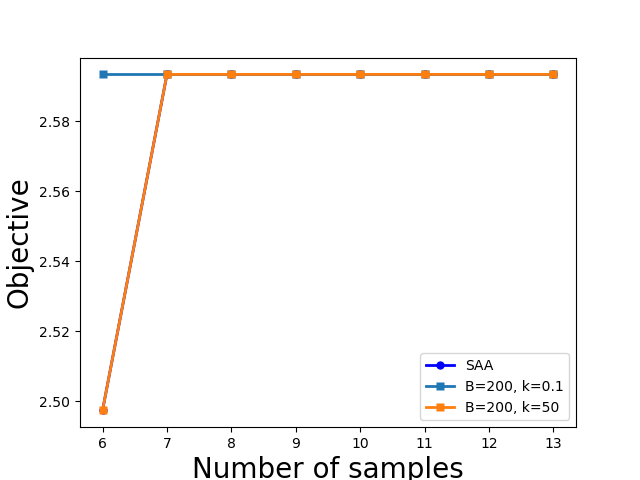 2.58
2.56
2.54
2.52
2.50
Objective
6 7 8 9 10 11 12 13
Number of samples
SAA
B=200, k=0.1
B=200, k=50